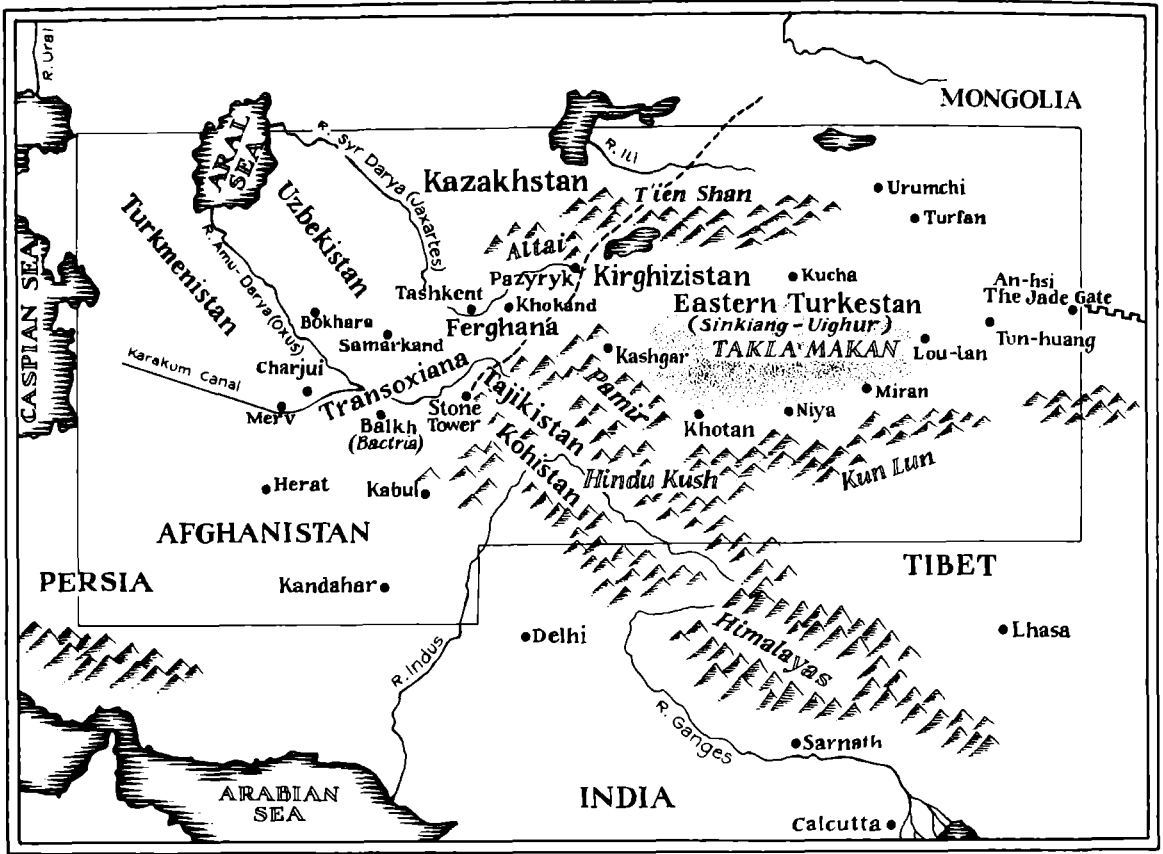 R. Ural
MONGOLIA
ARAL
SEA
R. Syr Darya (Jaxartes)
R. Ili
Kazakhstan
T'ien Shan
Urumchi
Turfan
Uzbekistan
Turkmenistan
R. Amu-Darya (Oxus)
Altai
Pazyryk
Kirghizistan
Kucha
CASPIAN SEA
Tashkent
Khokand
Eastern Turkestan
(Sinkiang-Uighur)
An-hsi
The Jade Gate
Bokhara
Ferghana
TAKLA MAKAN
Tun-huang
Samarkand
Kashgar
Lou-lan
Karakum Canal
Charjui
Transoxiana
Tajikistan
Pamir
Miran
Merv
Balkh
(Bactria)
Stone
Tower
Khotan
Niya
Kohistan
Hindu Kush
Kun Lun
Herat
Kabul
AFGHANISTAN
TIBET
PERSIA
Kandahar
Delhi
Himalayas
Lhasa
R. Indus
R. Ganges
Sarnath
ARABIAN
SEA
INDIA
Calcutta